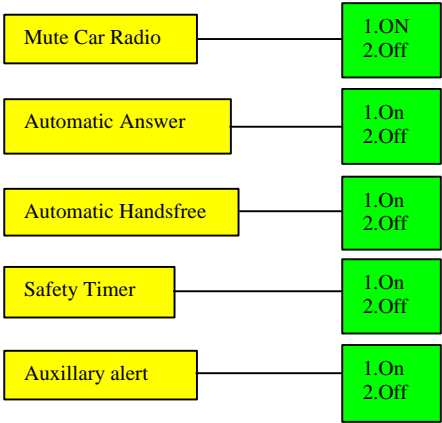 Mute Car Radio
1.ON
2.Off
Automatic Answer
1.On
2.Off
Automatic Handsfree
1.On
2.Off
Safety Timer
1.On
2.Off
Auxillary alert
1.On
2.Off